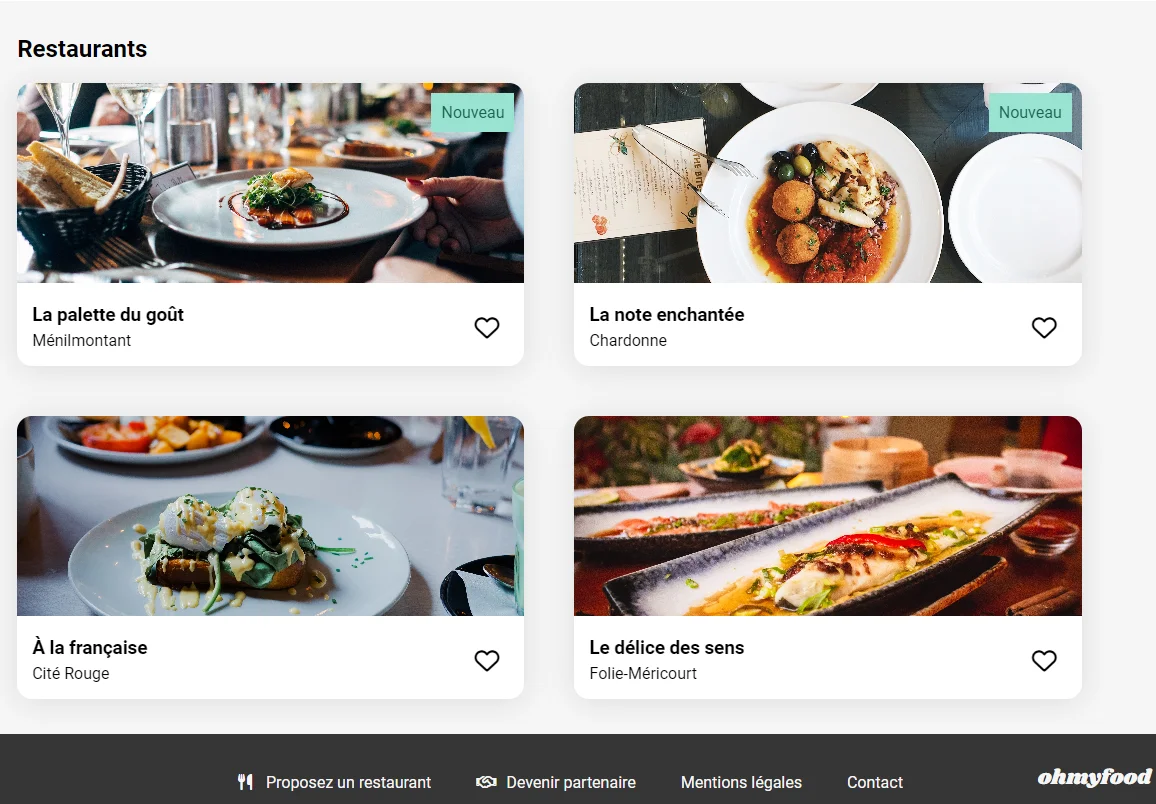 Restaurants
Nouveau
Nouveau
La palette du goût
Ménilmontant
La note enchantée
Chardonne
À la française
Cité Rouge
Le délice des sens
Folie-Méricourt
Proposez un restaurant
Devenir partenaire
Mentions légales
Contact
ohmyfood